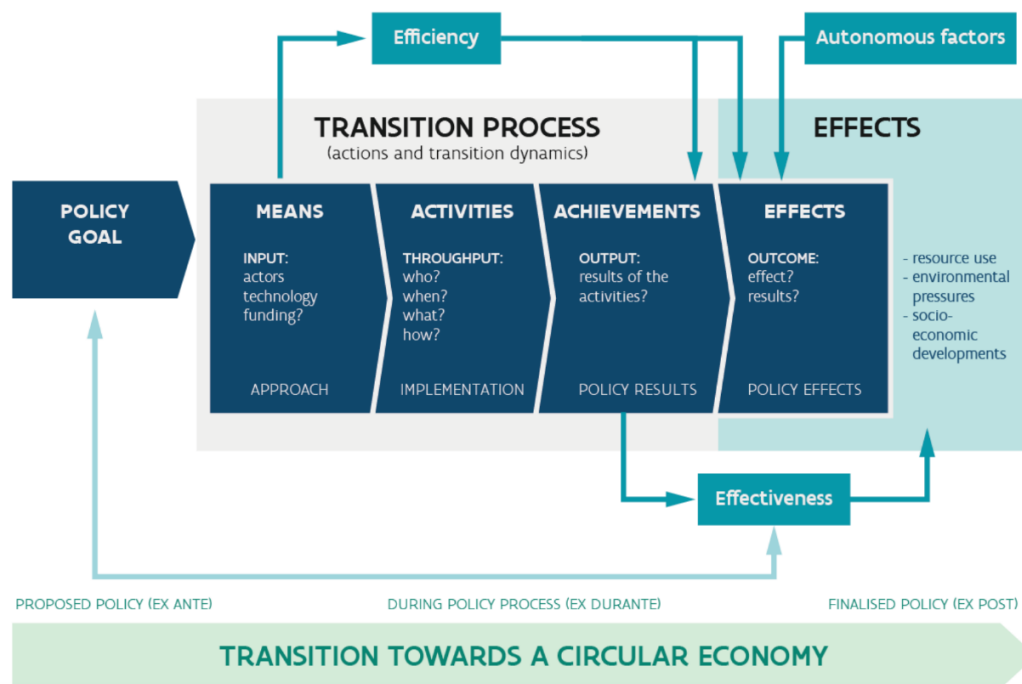 Efficiency
Autonomous factors
TRANSITION PROCESS
(actions and transition dynamics)
EFFECTS
POLICY
GOAL
MEANS
INPUT:
actors
technology
funding?
APPROACH
ACTIVITIES
THROUGHPUT:
who?
when?
what?
how?
IMPLEMENTATION
ACHIEVEMENTS
OUTPUT:
results of the
activities?
POLICY RESULTS
EFFECTS
OUTCOME:
effect?
results?
POLICY EFFECTS
- resource use
- environmental
pressures
- socio-
economic
developments
Effectiveness
PROPOSED POLICY (EX ANTE)
DURING POLICY PROCESS (EX DURANTE)
FINALISED POLICY (EX POST)
TRANSITION TOWARDS A CIRCULAR ECONOMY